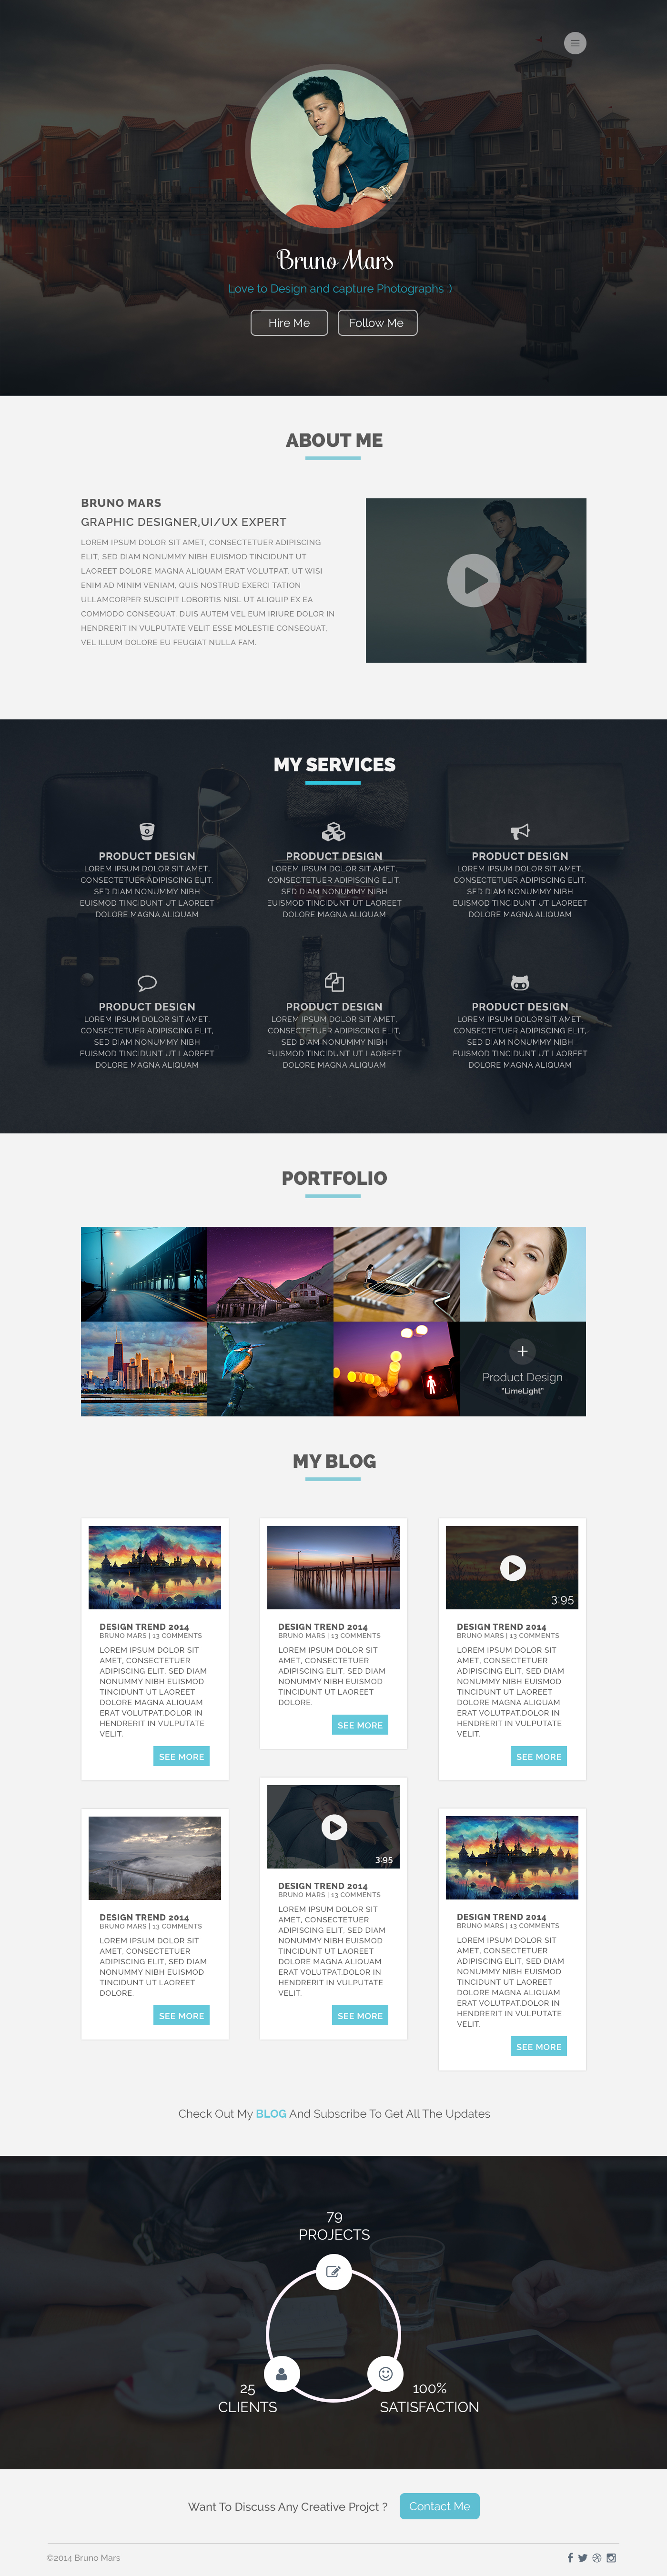 Bruno Mars
Love to Design and capture Photographs :)
Hire Me
Follow Me
ABOUT ME
BRUNO MARS
GRAPHIC DESIGNER,UI/UX EXPERT
LOREM IPSUM DOLOR SIT AMET, CONSECTETUER ADIPISCING
ELIT, SED DIAM NONUMMY NIBH EUISMOD TINCIDUNT UT
LAOREET DOLORE MAGNA ALIQUAM ERAT VOLUTPAT. UT WISI
ENIM AD MINIM VENIAM, QUIS NOSTRUD EXERCI TATION
ULLAMCORPER SUSCIPIT LOBORTIS NISL UT ALIQUIP EX EA
COMMODO CONSEQUAT. DUIS AUTEM VEL EUM IRIURE DOLOR IN
HENDRERIT IN VULPUTATE VELIT ESSE MOLESTIE CONSEQUAT,
VEL ILLUM DOLORE EU FEUGIAT NULLA FAM.
MY SERVICES
PRODUCT DESIGN
LOREM IPSUM DOLOR SIT AMET,
CONSECTETUER ADIPISCING ELIT,
SED DIAM NONUMMY NIBH
EUISMOD TINCIDUNT UT LAOREET
DOLORE MAGNA ALIQUAM
PRODUCT DESIGN
LOREM IPSUM DOLOR SIT AMET,
CONSECTETUER ADIPISCING ELIT,
SED DIAM NONUMMY NIBH
EUISMOD TINCIDUNT UT LAOREET
DOLORE MAGNA ALIQUAM
PRODUCT DESIGN
LOREM IPSUM DOLOR SIT AMET,
CONSECTETUER ADIPISCING ELIT,
SED DIAM NONUMMY NIBH
EUISMOD TINCIDUNT UT LAOREET
DOLORE MAGNA ALIQUAM
PRODUCT DESIGN
LOREM IPSUM DOLOR SIT AMET,
CONSECTETUER ADIPISCING ELIT,
SED DIAM NONUMMY NIBH
EUISMOD TINCIDUNT UT LAOREET
DOLORE MAGNA ALIQUAM
PRODUCT DESIGN
LOREM IPSUM DOLOR SIT AMET,
CONSECTETUER ADIPISCING ELIT,
SED DIAM NONUMMY NIBH
EUISMOD TINCIDUNT UT LAOREET
DOLORE MAGNA ALIQUAM
PRODUCT DESIGN
LOREM IPSUM DOLOR SIT AMET,
CONSECTETUER ADIPISCING ELIT,
SED DIAM NONUMMY NIBH
EUISMOD TINCIDUNT UT LAOREET
DOLORE MAGNA ALIQUAM
PORTFOLIO
Product Design
"LimeLight"
MY BLOG
DESIGN TREND 2014
BRUNO MARS | 13 COMMENTS
LOREM IPSUM DOLOR SIT
AMET, CONSECTETUER
ADIPISCING ELIT, SED DIAM
NONUMMY NIBH EUISMOD
TINCIDUNT UT LAOREET
DOLORE MAGNA ALIQUAM
ERAT VOLUTPAT.DOLOR IN
HENDRERIT IN VULPUTATE
VELIT.
SEE MORE
DESIGN TREND 2014
BRUNO MARS | 13 COMMENTS
LOREM IPSUM DOLOR SIT
AMET, CONSECTETUER
ADIPISCING ELIT, SED DIAM
NONUMMY NIBH EUISMOD
TINCIDUNT UT LAOREET
DOLORE.
SEE MORE
3:95
DESIGN TREND 2014
BRUNO MARS | 13 COMMENTS
LOREM IPSUM DOLOR SIT
AMET, CONSECTETUER
ADIPISCING ELIT, SED DIAM
NONUMMY NIBH EUISMOD
TINCIDUNT UT LAOREET
DOLORE MAGNA ALIQUAM
ERAT VOLUTPAT.DOLOR IN
HENDRERIT IN VULPUTATE
VELIT.
SEE MORE
DESIGN TREND 2014
BRUNO MARS | 13 COMMENTS
LOREM IPSUM DOLOR SIT
AMET, CONSECTETUER
ADIPISCING ELIT, SED DIAM
NONUMMY NIBH EUISMOD
TINCIDUNT UT LAOREET
DOLORE.
SEE MORE
3:95
DESIGN TREND 2014
BRUNO MARS | 13 COMMENTS
LOREM IPSUM DOLOR SIT
AMET, CONSECTETUER
ADIPISCING ELIT, SED DIAM
NONUMMY NIBH EUISMOD
TINCIDUNT UT LAOREET
DOLORE MAGNA ALIQUAM
ERAT VOLUTPAT.DOLOR IN
HENDRERIT IN VULPUTATE
VELIT.
SEE MORE
DESIGN TREND 2014
BRUNO MARS | 13 COMMENTS
LOREM IPSUM DOLOR SIT
AMET, CONSECTETUER
ADIPISCING ELIT, SED DIAM
NONUMMY NIBH EUISMOD
TINCIDUNT UT LAOREET
DOLORE MAGNA ALIQUAM
ERAT VOLUTPAT.DOLOR IN
HENDRERIT IN VULPUTATE
VELIT.
SEE MORE
Check Out My BLOG And Subscribe To Get All The Updates
79
PROJECTS
25
CLIENTS
100%
SATISFACTION
Want To Discuss Any Creative Projct ?
Contact Me
©2014 Bruno Mars